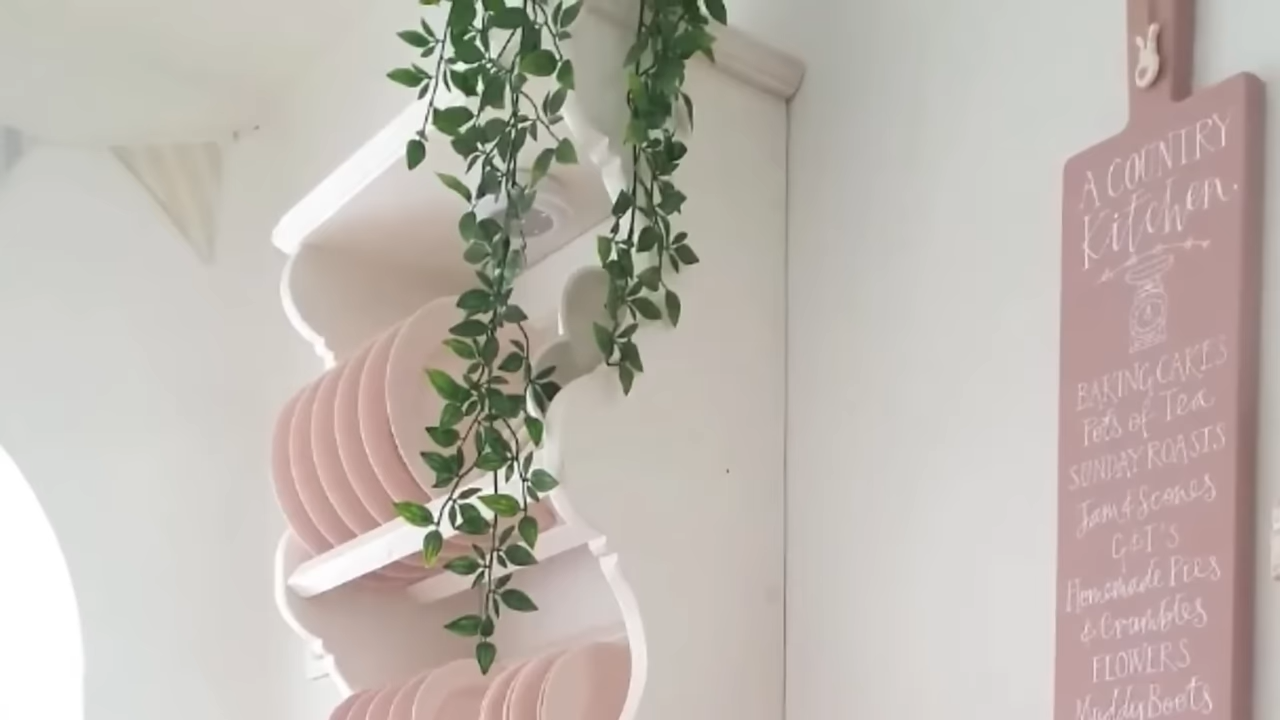 A COUNTRY
Kitchen.
BAKING CAKES
Pots of Tea
SUNDAY ROASTS
Jam & Scones
G&T's
Homemade Pies
& Crumbles
FLOWERS
Muddy Boots